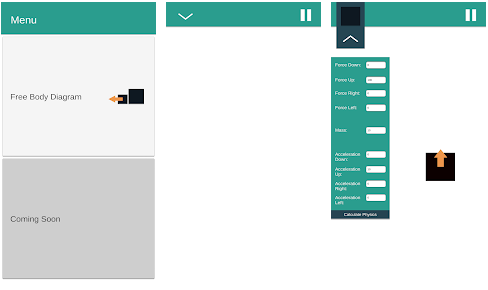 Menu
Free Body Diagram
Coming Soon
Force Down:
Force Up:
Force Right:
Force Left:
Mass:
Acceleration
Down:
Acceleration
Up:
Acceleration
Right:
Acceleration
Left:
Calculate Physics